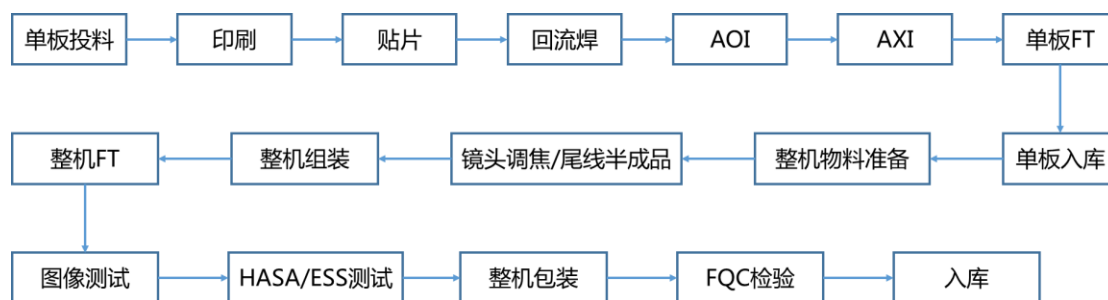 单板投料
印刷
贴片
回流焊
AOI
AXI
单板FT
单板入库
整机物料准备
镜头调焦/尾线半成品
整机组装
整机FT
图像测试
HASA/ESS测试
整机包装
FQC检验
入库